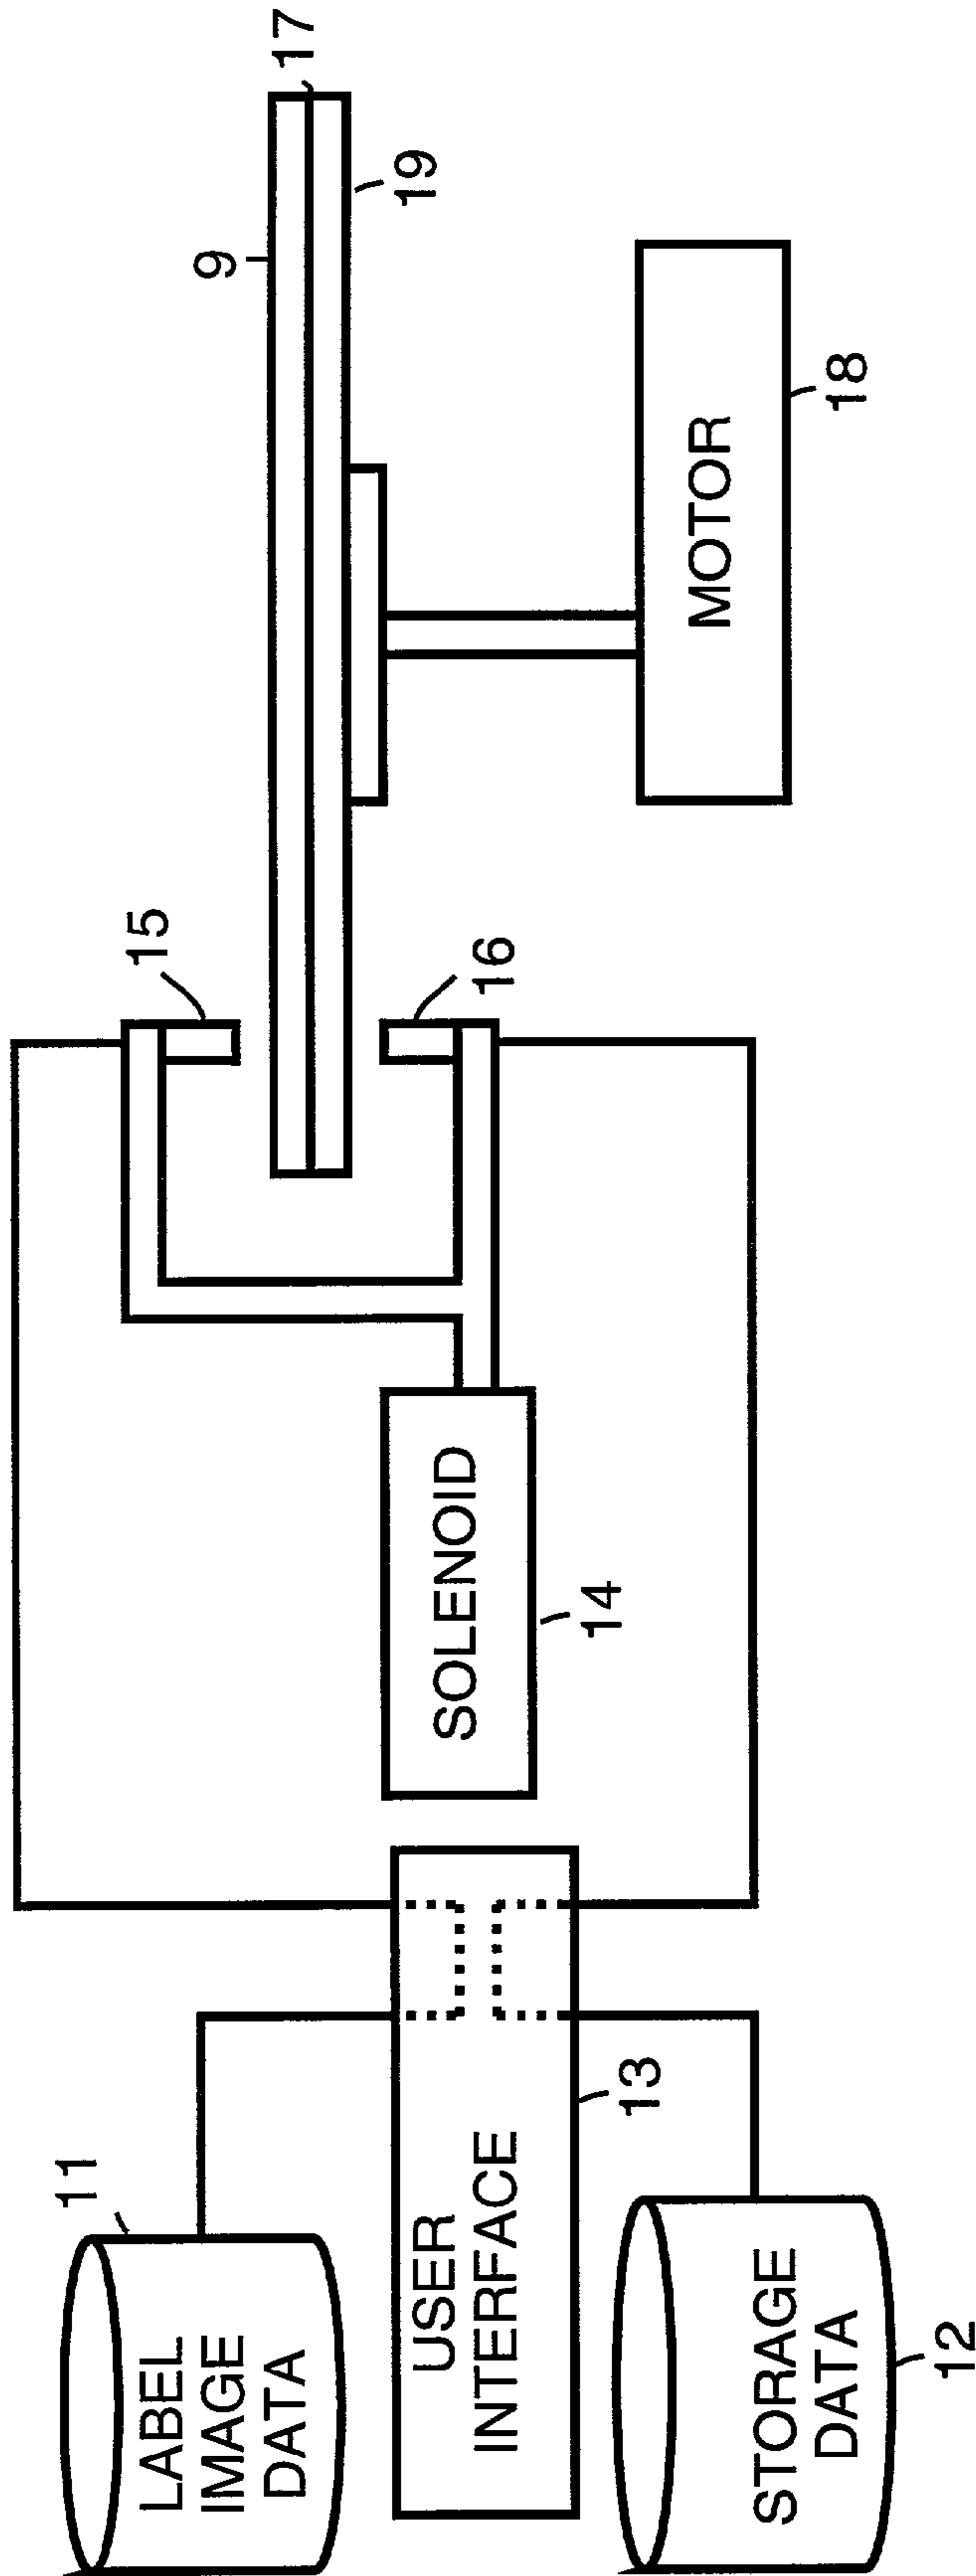 11
LABEL
IMAGE
DATA
USER
INTERFACE
13
STORAGE
DATA
12
SOLENOID
14
15
16
9
17
19
MOTOR
18